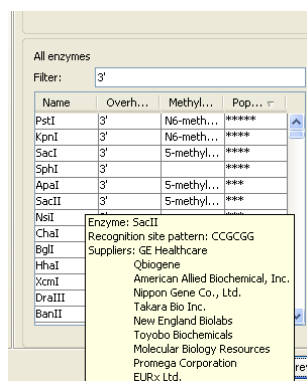 All enzymes
Filter: 3'
Name Overh... Methyl... Pop...
PstI 3' N6-meth... *****
KpnI 3' N6-meth... ****
SacI 3' 5-methyl... ****
SphI 3' ****
ApaI 3' 5-methyl... ***
SacII 3' 5-methyl... ***
NsiI
ChaI
BglI
HhaI
XcmI
DraIII
BanII
Enzyme: SacII
Recognition site pattern: CCGCGG
Suppliers: GE Healthcare
Qbiogene
American Allied Biochemical, Inc.
Nippon Gene Co., Ltd.
Takara Bio Inc.
New England Biolabs
Toyobo Biochemicals
Molecular Biology Resources
Promega Corporation
EURx Ltd.